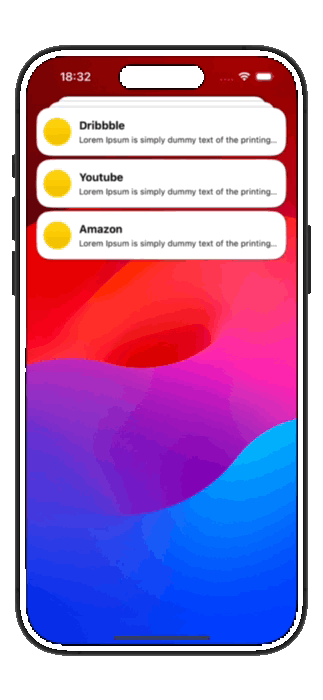 18:32
Dribbble
Lorem Ipsum is simply dummy text of the printing...
Youtube
Lorem Ipsum is simply dummy text of the printing...
Amazon
Lorem Ipsum is simply dummy text of the printing...